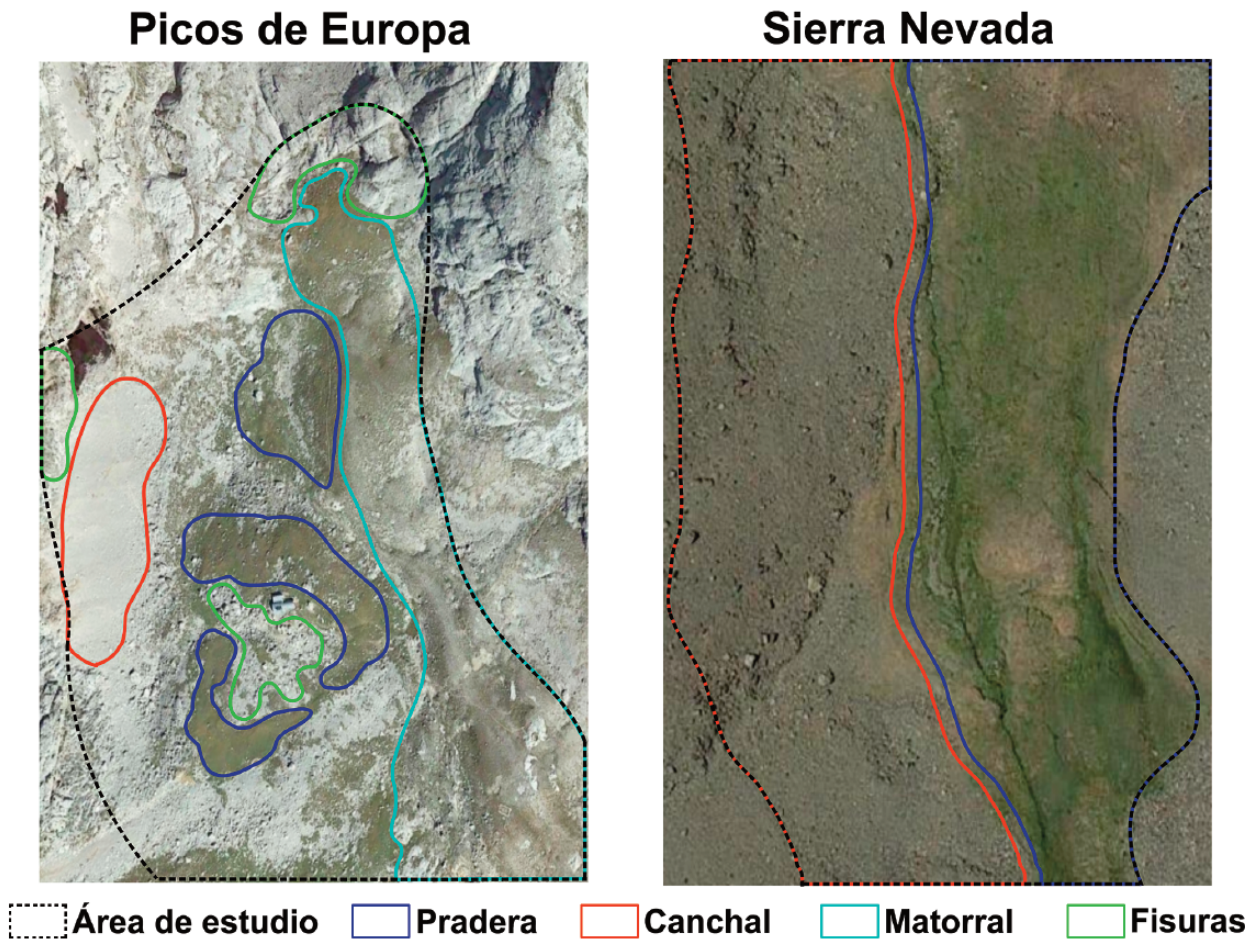 Picos de Europa
Sierra Nevada
Área de estudio Pradera Canchal Matorral Fisuras